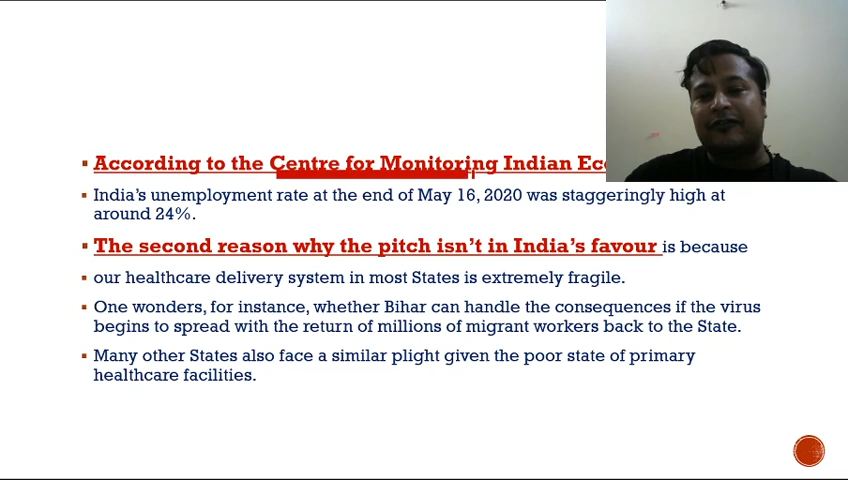 According to the Centre for Monitoring Indian
India's unemployment rate at the end of May 16, 2020 was staggeringly high at
around 24%.
The second reason why the pitch isn't in India's favour is because
our healthcare delivery system in most States is extremely fragile.
One wonders, for instance, whether Bihar can handle the consequences if the virus
begins to spread with the return of millions of migrant workers back to the State.
Many other States also face a similar plight given the poor state of primary
healthcare facilities.